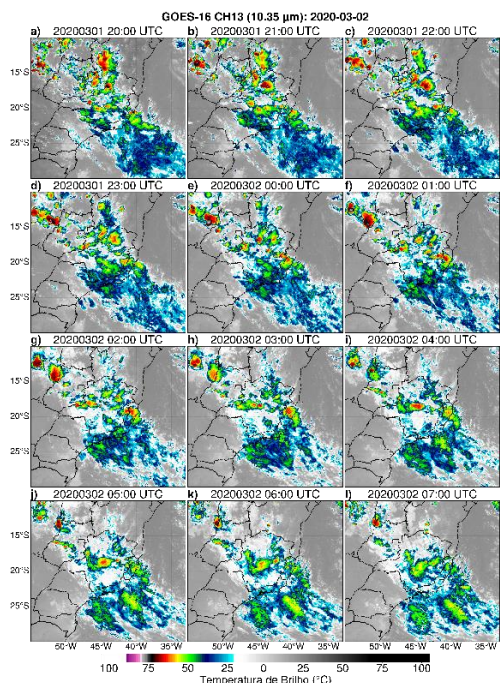 GOES-16 CH13 (10.35 µm): 2020-03-02
a) 20200301 20:00 UTC b) 20200301 21:00 UTC c) 20200301 22:00 UTC
15°S
20°S
25°S
d) 20200301 23:00 UTC e) 20200302 00:00 UTC f) 20200302 01:00 UTC
15°S
20°S
25°S
g) 20200302 02:00 UTC h) 20200302 03:00 UTC i) 20200302 04:00 UTC
15°S
20°S
25°S
j) 20200302 05:00 UTC k) 20200302 06:00 UTC l) 20200302 07:00 UTC
15°S
20°S
25°S
50°W 45°W 40°W 35°W 50°W 45°W 40°W 35°W 50°W 45°W 40°W 35°W
100 75 50 25 0 25 50 75 100
Temperatura de Brilho (°C)